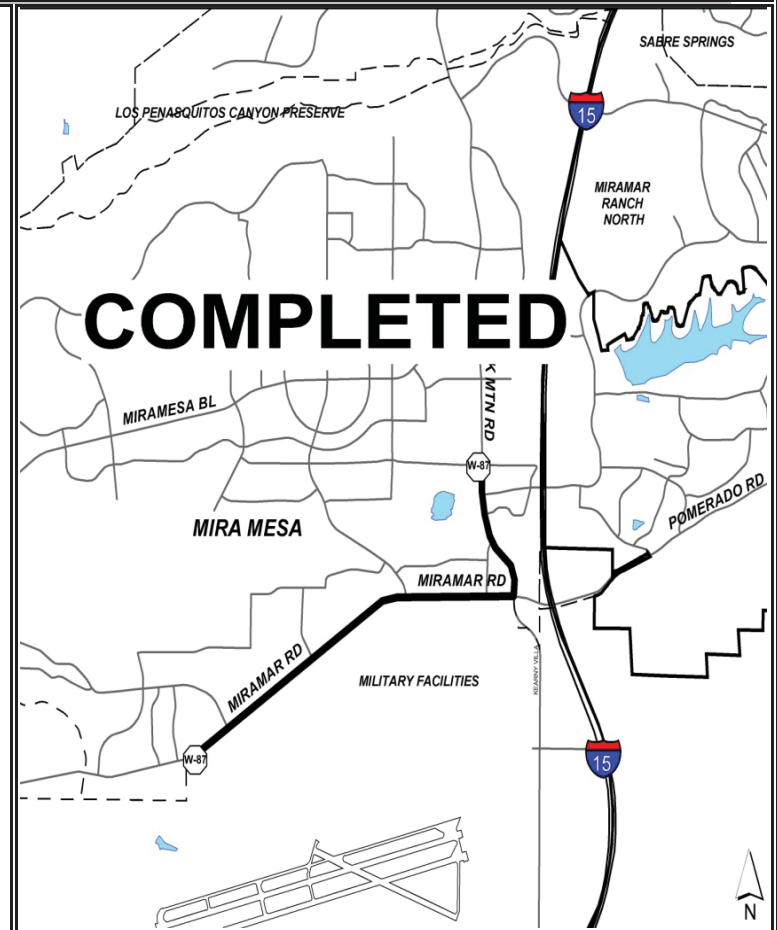 SABRE SPRINGS
LOS PENASQUITOS CANYON PRESERVE
15
MIRAMAR
RANCH
NORTH
COMPLETED
K MTN RD
MIRAMESA BL
W-87
POMERADO RD
MIRA MESA
MIRAMAR RD
MIRAMAR RD
KEARNY VILLA
MILITARY FACILITIES
W-87
15
N